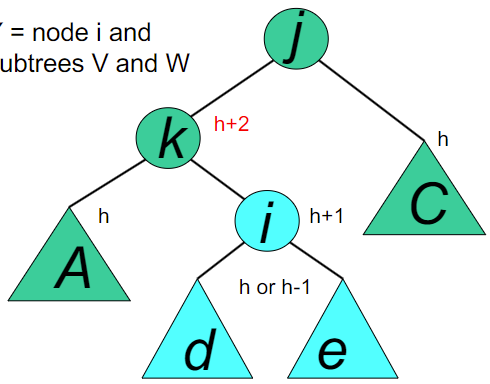 = node i and
ubtrees V and W
j
k
h+2
h
h
i
h+1
C
A
h or h-1
d
e